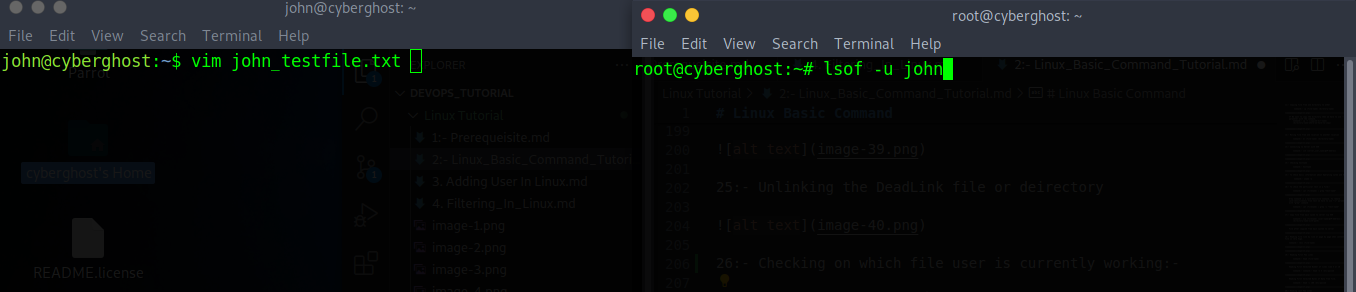 john@cyberghost: ~
File Edit View Search Terminal Help
john@cyberghost:~$ vim john_testfile.txt
Parrot
cyberghost's Home
README.license
EXPLORER
DEVOPS_TUTORIAL
Linux Tutorial
1:- Prerequeisite.md
2:- Linux_Basic_Command_Tutori
3. Adding User in Linux.md
4. Filtering_In_Linux.md
image-1.png
image-2.png
image-3.png
image-4.png
root@cyberghost: ~
File Edit View Search Terminal Help
root@cyberghost:~# lsof -u john
2:- Linux_Basic_Command_Tutorial.md
Linux Tutorial > 2:- Linux_Basic_Command_Tutorial.md > # Linux Basic Command
1 # Linux Basic Command
199
200 ![alt text](image-39.png)
201
202 25:- Unlinking the DeadLink file or deirectory
203
204 ![alt text](image-40.png)
205
206 26:- Checking on which file user is currently working:-
207